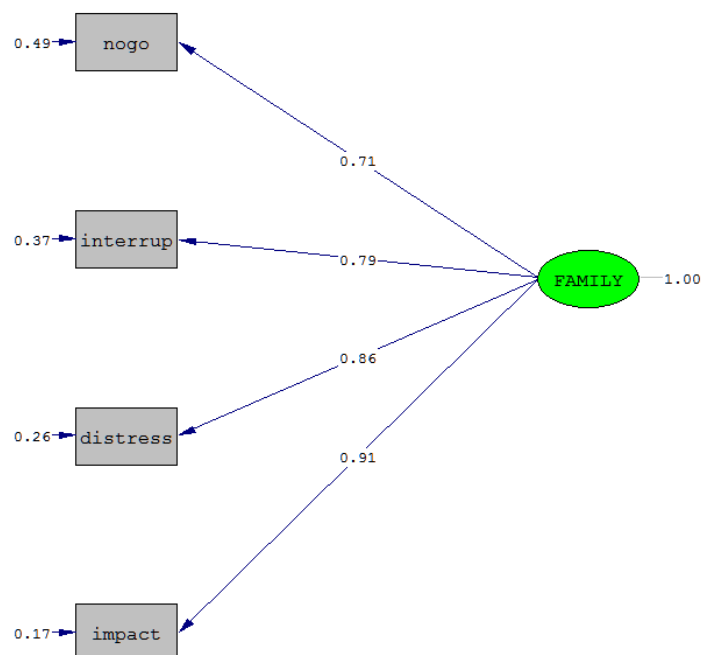 0.49 nogo
0.71
0.37 interrup
0.79
FAMILY 1.00
0.86
0.26 distress
0.91
0.17 impact